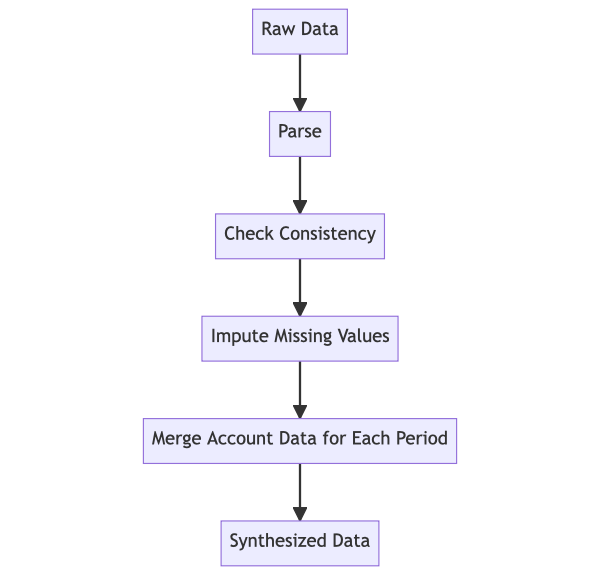 Raw Data
Parse
Check Consistency
Impute Missing Values
Merge Account Data for Each Period
Synthesized Data